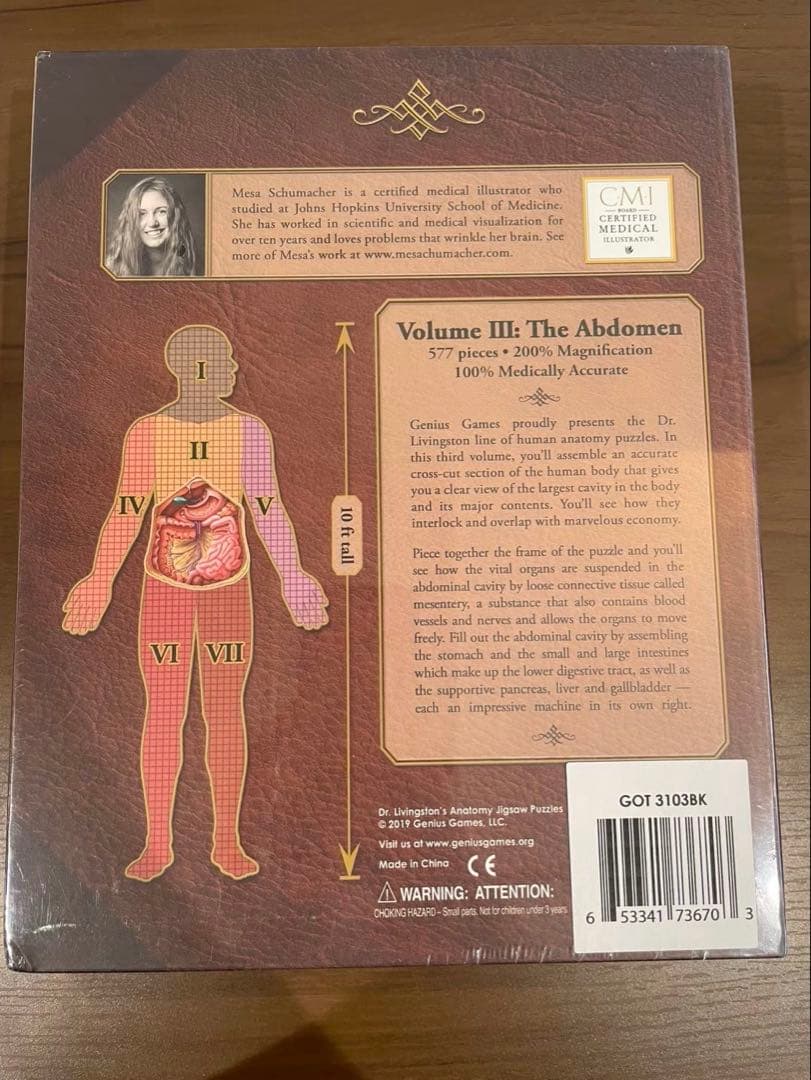 Mesa Schumacher is a certified medical illustrator who
studied at Johns Hopkins University School of Medicine.
She has worked in scientific and medical visualization for
over ten years and loves problems that wrinkle her brain. See
more of Mesa's work at www.mesachumacher.com.
CMI
BOARD
CERTIFIED
MEDICAL
ILLUSTRATOR
I
II
IV
V
VI
VII
10 ft tall
Volume III: The Abdomen
577 pieces • 200% Magnification
100% Medically Accurate
Genius Games proudly presents the Dr.
Livingston line of human anatomy puzzles. In
this third volume, you'll assemble an accurate
cross-cut section of the human body that gives
you a clear view of the largest cavity in the body
and its major contents. You'll see how they
interlock and overlap with marvelous economy.
Piece together the frame of the puzzle and you'll
see how the vital organs are suspended in the
abdominal cavity by loose connective tissue called
mesentery, a substance that also contains blood
vessels and nerves and allows the organs to move
freely. Fill out the abdominal cavity by assembling
the stomach and the small and large intestines
which make up the lower digestive tract, as well as
the supportive pancreas, liver and gallbladder —
each an impressive machine in its own right.
Dr. Livingston's Anatomy Jigsaw Puzzles
© 2019 Genius Games, LLC.
Visit us at www.geniusgames.org
Made in China CE
WARNING: ATTENTION:
CHOKING HAZARD – Small parts. Not for children under 3 years
GOT 3103BK
6 53341 73670 3